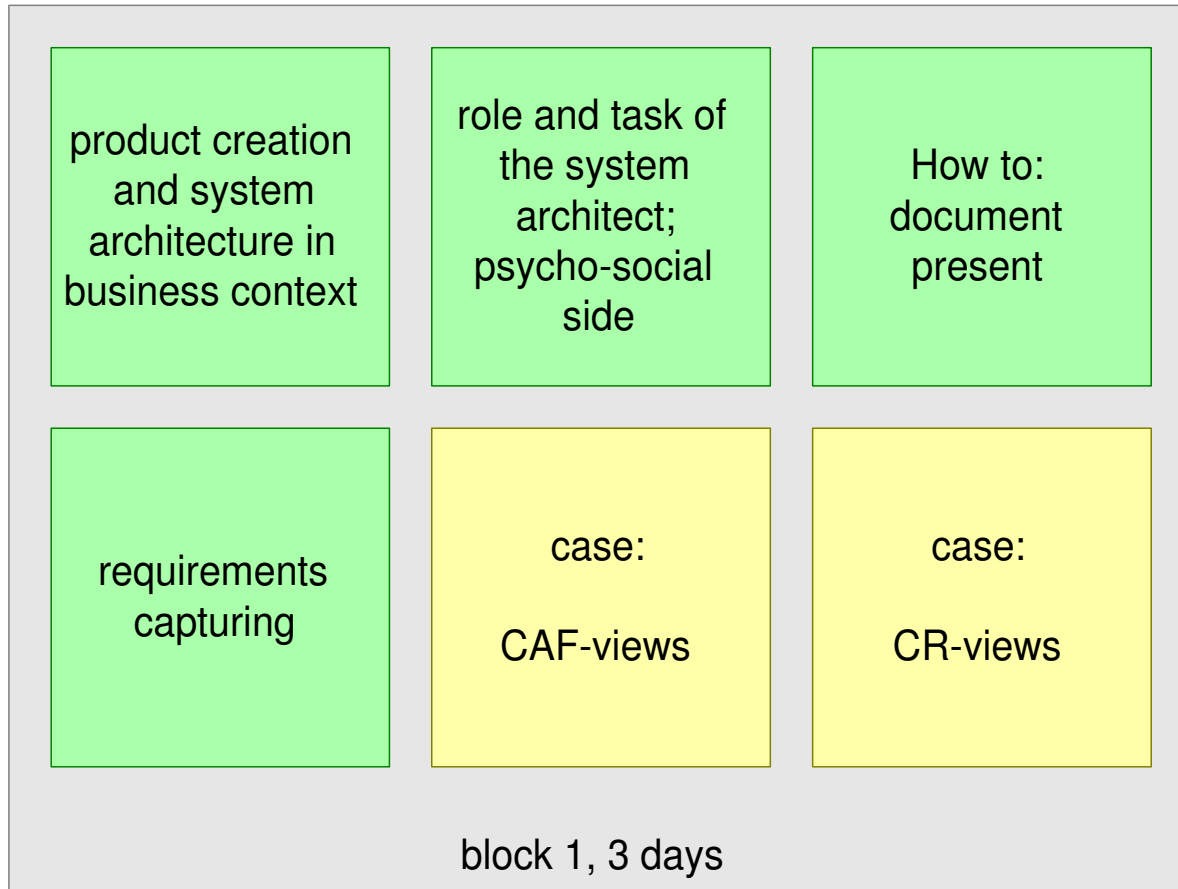 product creation
and system
architecture in
business context
role and task of
the system
architect;
psycho-social
side
How to:
document
present
requirements
capturing
case:
CAF-views
case:
CR-views
block 1, 3 days